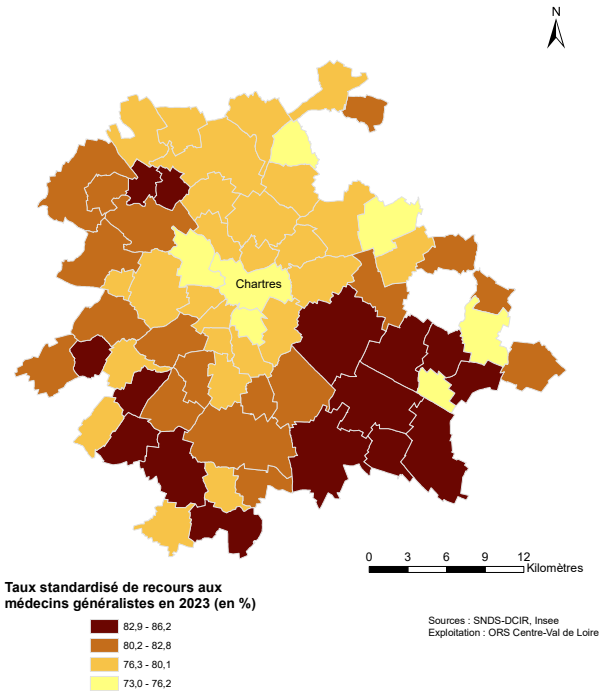 N
Chartres
0 3 6 9 12
Kilomètres
Taux standardisé de recours aux
médecins généralistes en 2023 (en %)
82,9 - 86,2
80,2 - 82,8
76,3 - 80,1
73,0 - 76,2
Sources : SNDS-DCIR, Insee
Exploitation : ORS Centre-Val de Loire